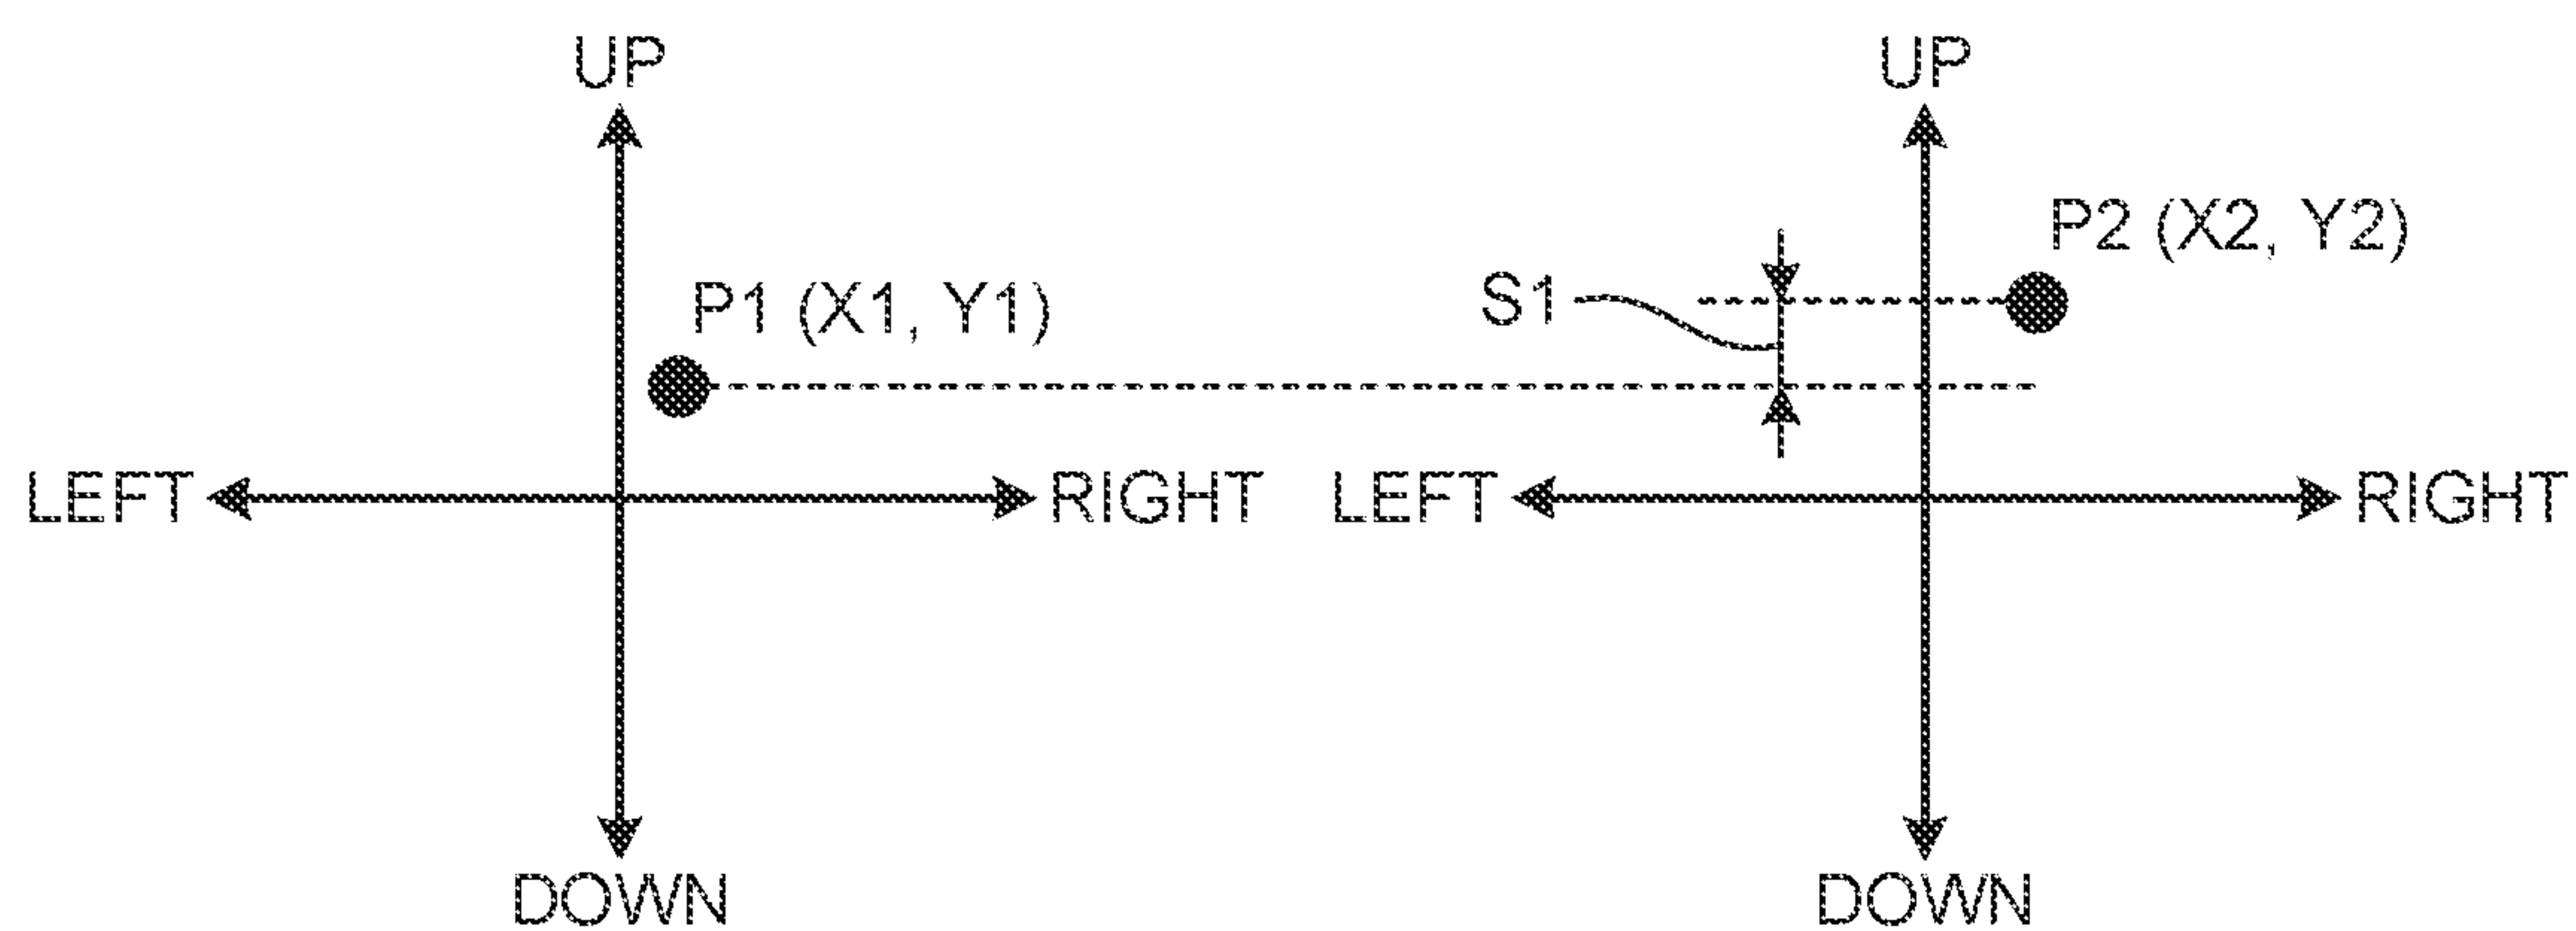 UP
UP
P2 (X2, Y2)
P1 (X1, Y1)
S1
LEFT
RIGHT
LEFT
RIGHT
DOWN
DOWN